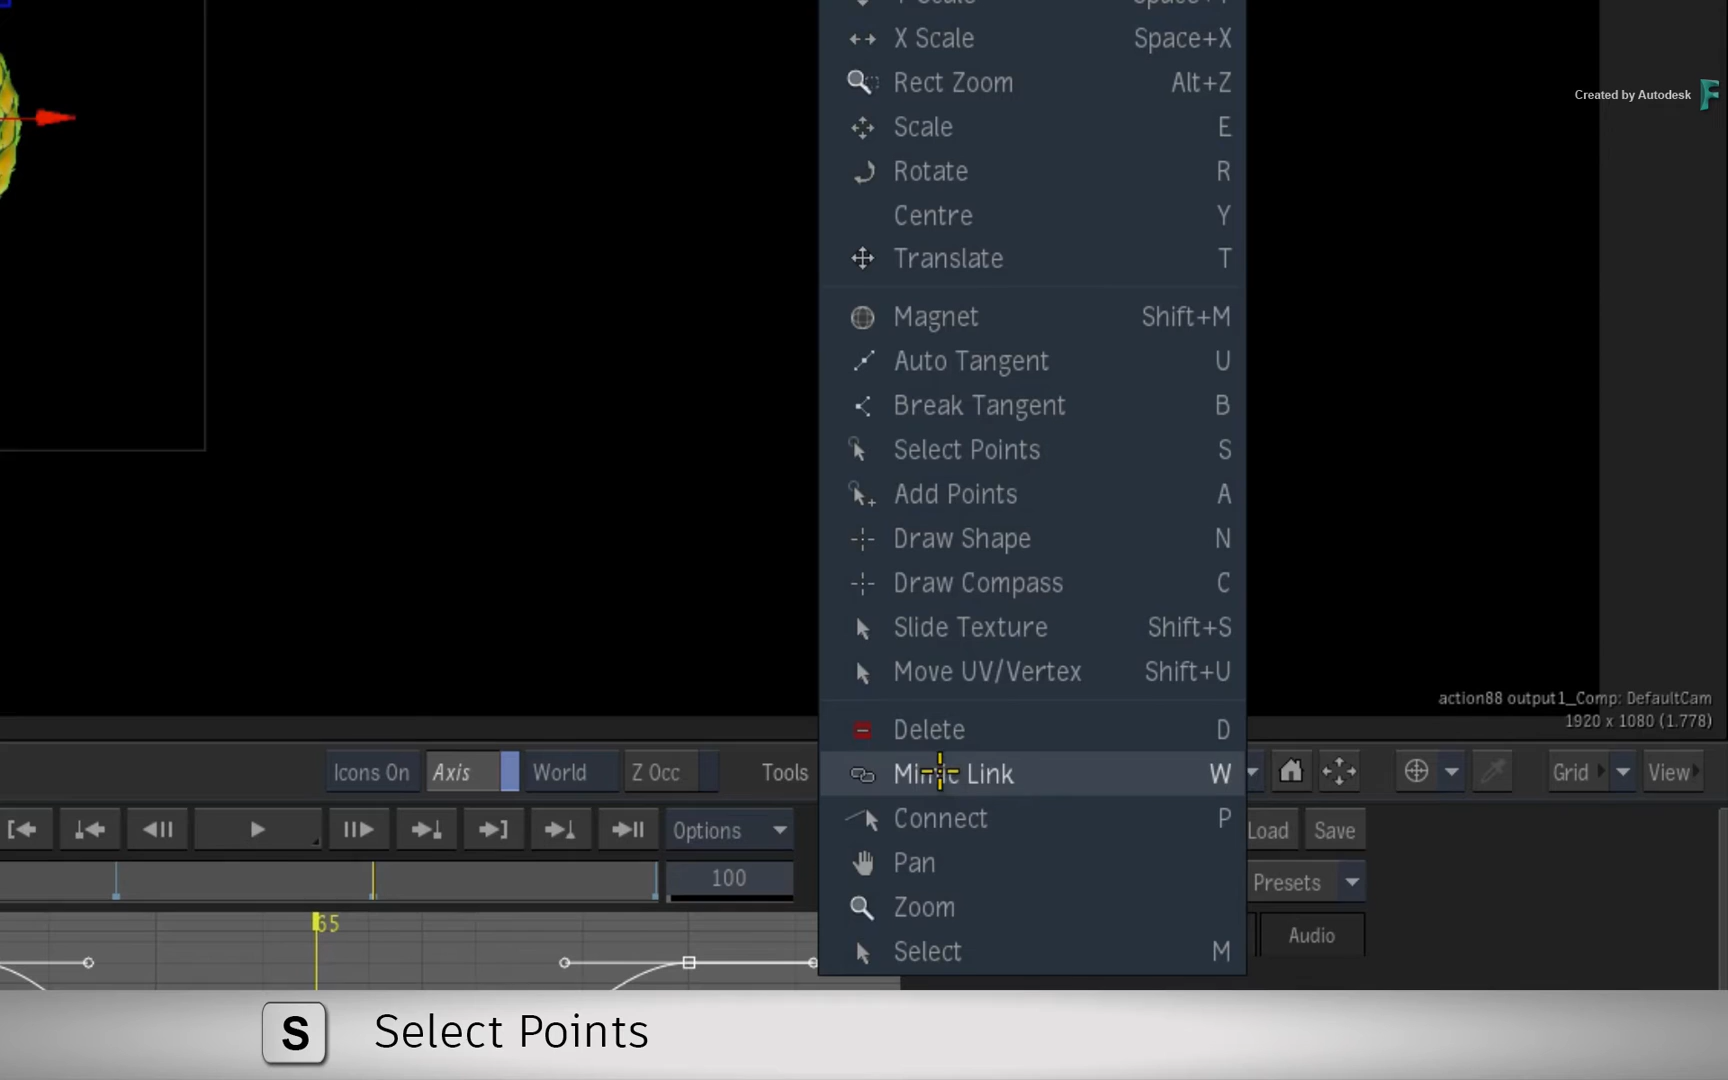 X Scale Space+X
Rect Zoom Alt+Z
Created by Autodesk
Scale E
Rotate R
Centre Y
Translate T
Magnet Shift+M
Auto Tangent U
Break Tangent B
Select Points S
Add Points A
Draw Shape N
Draw Compass C
Slide Texture Shift+S
Move UV/Vertex Shift+U
action88 output1_Comp: DefaultCam
1920 x 1080 (1.778)
Delete D
Icons On Axis World Z Occ Tools
Link W
Grid View
Connect P
Options
Load Save
Pan
100
Presets
Zoom
65
Audio
Select M
S Select Points